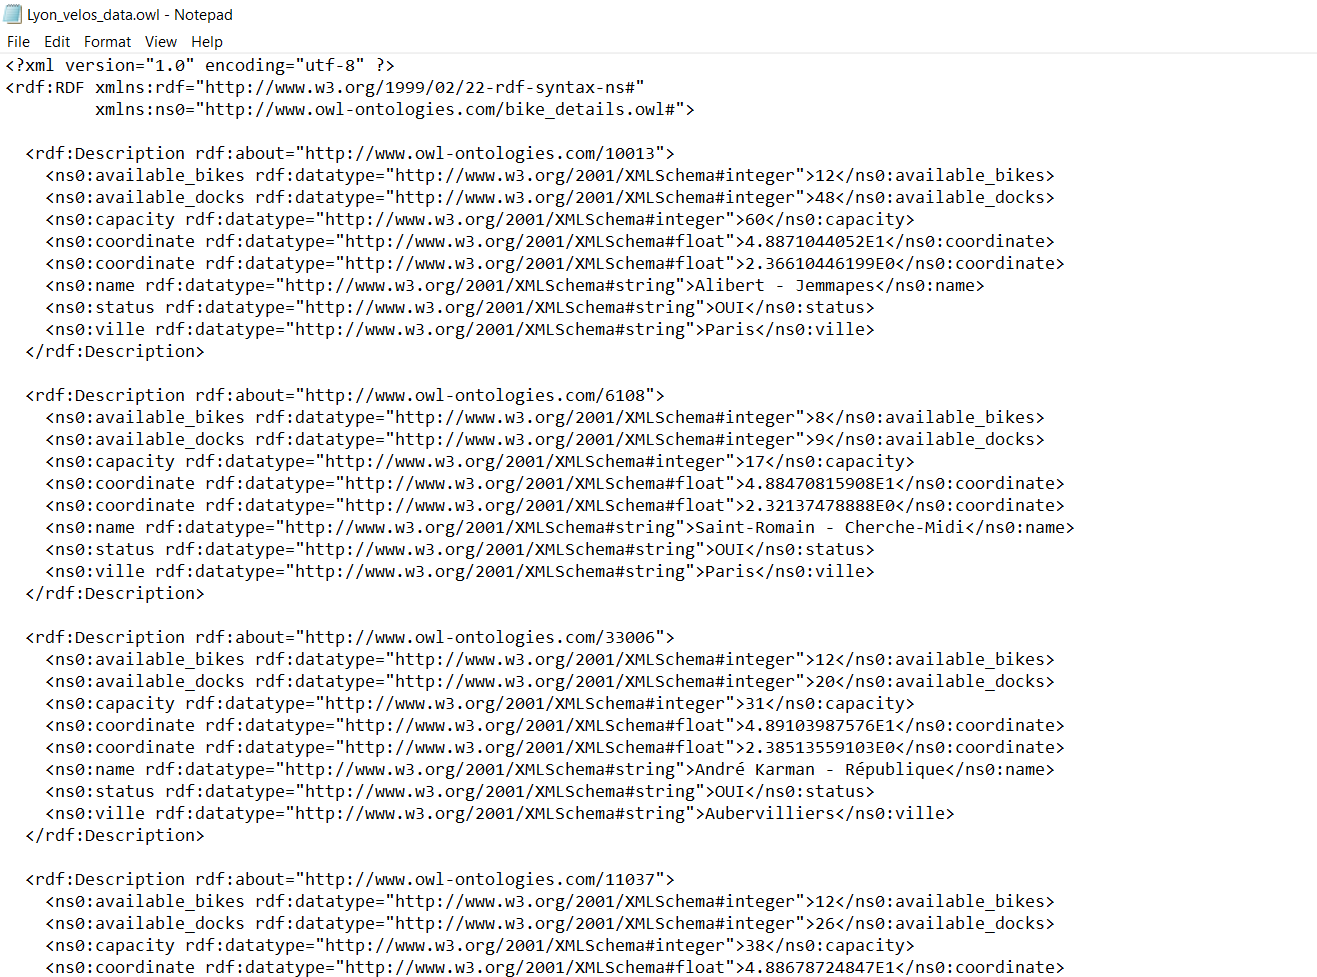 Lyon_velos_data.owl - Notepad
File Edit Format View Help
<?xml version="1.0" encoding="utf-8" ?>
<rdf:RDF xmlns:rdf="http://www.w3.org/1999/02/22-rdf-syntax-ns#"
         xmlns:ns0="http://www.owl-ontologies.com/bike_details.owl#">

  <rdf:Description rdf:about="http://www.owl-ontologies.com/10013">
    <ns0:available_bikes rdf:datatype="http://www.w3.org/2001/XMLSchema#integer">12</ns0:available_bikes>
    <ns0:available_docks rdf:datatype="http://www.w3.org/2001/XMLSchema#integer">48</ns0:available_docks>
    <ns0:capacity rdf:datatype="http://www.w3.org/2001/XMLSchema#integer">60</ns0:capacity>
    <ns0:coordinate rdf:datatype="http://www.w3.org/2001/XMLSchema#float">4.8871044052E1</ns0:coordinate>
    <ns0:coordinate rdf:datatype="http://www.w3.org/2001/XMLSchema#float">2.36610446199E0</ns0:coordinate>
    <ns0:name rdf:datatype="http://www.w3.org/2001/XMLSchema#string">Alibert - Jemmapes</ns0:name>
    <ns0:status rdf:datatype="http://www.w3.org/2001/XMLSchema#string">OUI</ns0:status>
    <ns0:ville rdf:datatype="http://www.w3.org/2001/XMLSchema#string">Paris</ns0:ville>
  </rdf:Description>

  <rdf:Description rdf:about="http://www.owl-ontologies.com/6108">
    <ns0:available_bikes rdf:datatype="http://www.w3.org/2001/XMLSchema#integer">8</ns0:available_bikes>
    <ns0:available_docks rdf:datatype="http://www.w3.org/2001/XMLSchema#integer">9</ns0:available_docks>
    <ns0:capacity rdf:datatype="http://www.w3.org/2001/XMLSchema#integer">17</ns0:capacity>
    <ns0:coordinate rdf:datatype="http://www.w3.org/2001/XMLSchema#float">4.88470815908E1</ns0:coordinate>
    <ns0:coordinate rdf:datatype="http://www.w3.org/2001/XMLSchema#float">2.32137478888E0</ns0:coordinate>
    <ns0:name rdf:datatype="http://www.w3.org/2001/XMLSchema#string">Saint-Romain - Cherche-Midi</ns0:name>
    <ns0:status rdf:datatype="http://www.w3.org/2001/XMLSchema#string">OUI</ns0:status>
    <ns0:ville rdf:datatype="http://www.w3.org/2001/XMLSchema#string">Paris</ns0:ville>
  </rdf:Description>

  <rdf:Description rdf:about="http://www.owl-ontologies.com/33006">
    <ns0:available_bikes rdf:datatype="http://www.w3.org/2001/XMLSchema#integer">12</ns0:available_bikes>
    <ns0:available_docks rdf:datatype="http://www.w3.org/2001/XMLSchema#integer">20</ns0:available_docks>
    <ns0:capacity rdf:datatype="http://www.w3.org/2001/XMLSchema#integer">31</ns0:capacity>
    <ns0:coordinate rdf:datatype="http://www.w3.org/2001/XMLSchema#float">4.89103987576E1</ns0:coordinate>
    <ns0:coordinate rdf:datatype="http://www.w3.org/2001/XMLSchema#float">2.38513559103E0</ns0:coordinate>
    <ns0:name rdf:datatype="http://www.w3.org/2001/XMLSchema#string">André Karman - République</ns0:name>
    <ns0:status rdf:datatype="http://www.w3.org/2001/XMLSchema#string">OUI</ns0:status>
    <ns0:ville rdf:datatype="http://www.w3.org/2001/XMLSchema#string">Aubervilliers</ns0:ville>
  </rdf:Description>

  <rdf:Description rdf:about="http://www.owl-ontologies.com/11037">
    <ns0:available_bikes rdf:datatype="http://www.w3.org/2001/XMLSchema#integer">12</ns0:available_bikes>
    <ns0:available_docks rdf:datatype="http://www.w3.org/2001/XMLSchema#integer">26</ns0:available_docks>
    <ns0:capacity rdf:datatype="http://www.w3.org/2001/XMLSchema#integer">38</ns0:capacity>
    <ns0:coordinate rdf:datatype="http://www.w3.org/2001/XMLSchema#float">4.88678724847E1</ns0:coordinate>